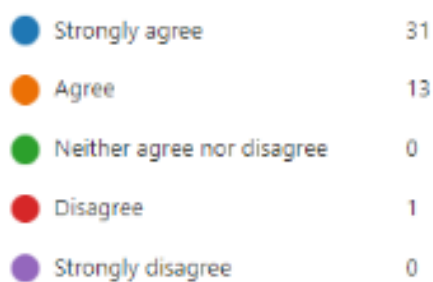 Strongly agree 31
Agree 13
Neither agree nor disagree 0
Disagree 1
Strongly disagree 0